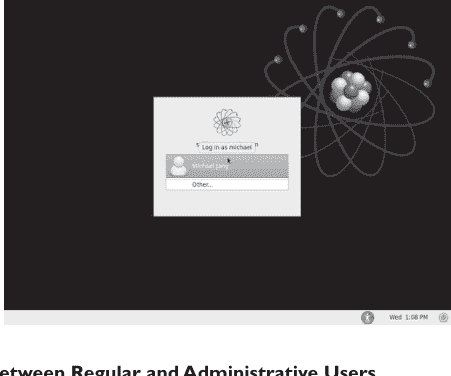 Log in as michael
Michael Jang
Other...
Wed 1:08 PM
etween Regular and Administrative Users